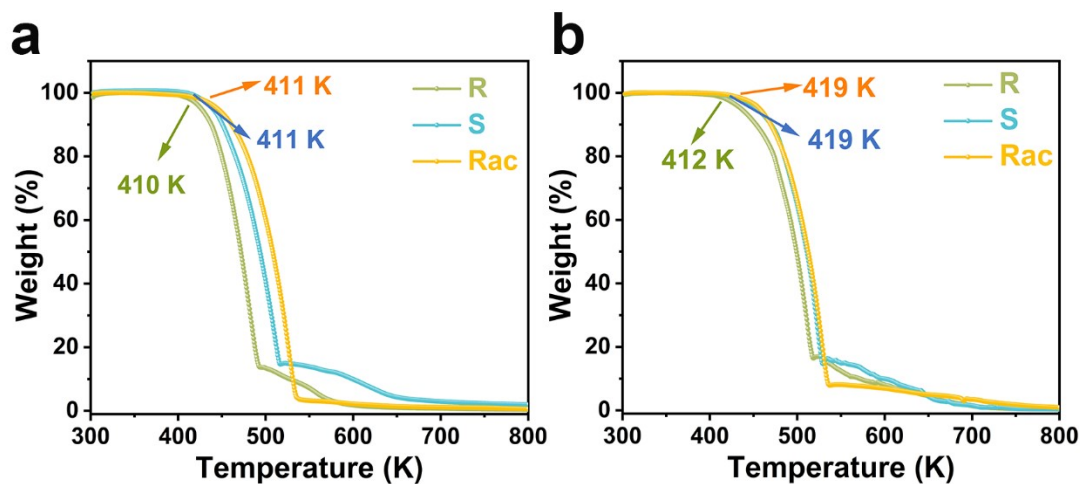 a
Weight (%)
100
80
60
40
20
0
411 K
411 K
410 K
R
S
Rac
300 400 500 600 700 800
Temperature (K)
b
Weight (%)
100
80
60
40
20
0
419 K
419 K
412 K
R
S
Rac
300 400 500 600 700 800
Temperature (K)